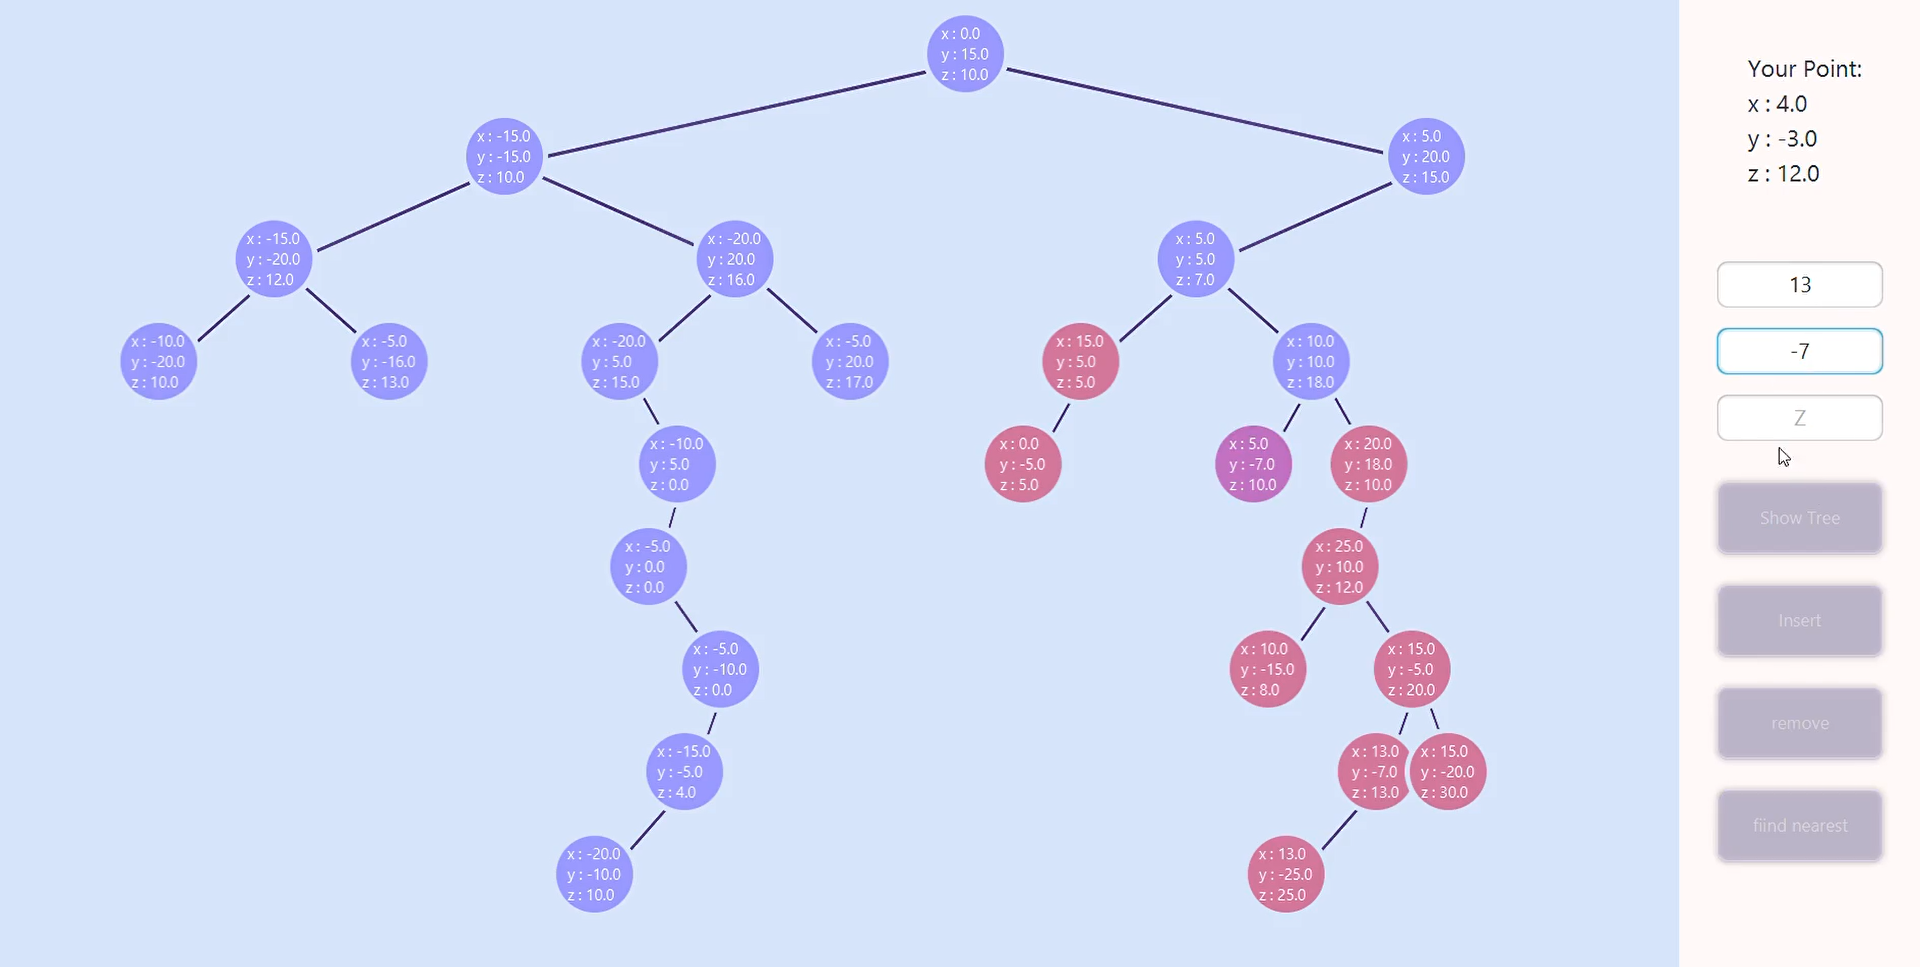 x : 0.0
y : 15.0
z : 10.0
x : -15.0
y : -15.0
z : 10.0
x : 5.0
y : 20.0
z : 15.0
x : -15.0
y : -20.0
z : 12.0
x : -20.0
y : 20.0
z : 16.0
x : 5.0
y : 5.0
z : 7.0
x : -10.0
y : -20.0
z : 10.0
x : -5.0
y : -16.0
z : 13.0
x : -20.0
y : 5.0
z : 15.0
x : -5.0
y : 20.0
z : 17.0
x : 15.0
y : 5.0
z : 5.0
x : 10.0
y : 10.0
z : 18.0
x : -10.0
y : 5.0
z : 0.0
x : 0.0
y : -5.0
z : 5.0
x : 5.0
y : -7.0
z : 10.0
x : 20.0
y : 18.0
z : 10.0
x : -5.0
y : 0.0
z : 0.0
x : 25.0
y : 10.0
z : 12.0
x : -5.0
y : -10.0
z : 0.0
x : 10.0
y : -15.0
z : 8.0
x : 15.0
y : -5.0
z : 20.0
x : -15.0
y : -5.0
z : 4.0
x : 13.0
y : -7.0
z : 13.0
x : 15.0
y : -20.0
z : 30.0
x : -20.0
y : -10.0
z : 10.0
x : 13.0
y : -25.0
z : 25.0
Your Point:
x : 4.0
y : -3.0
z : 12.0
13
-7
Z
Show Tree
Insert
remove
fiind nearest